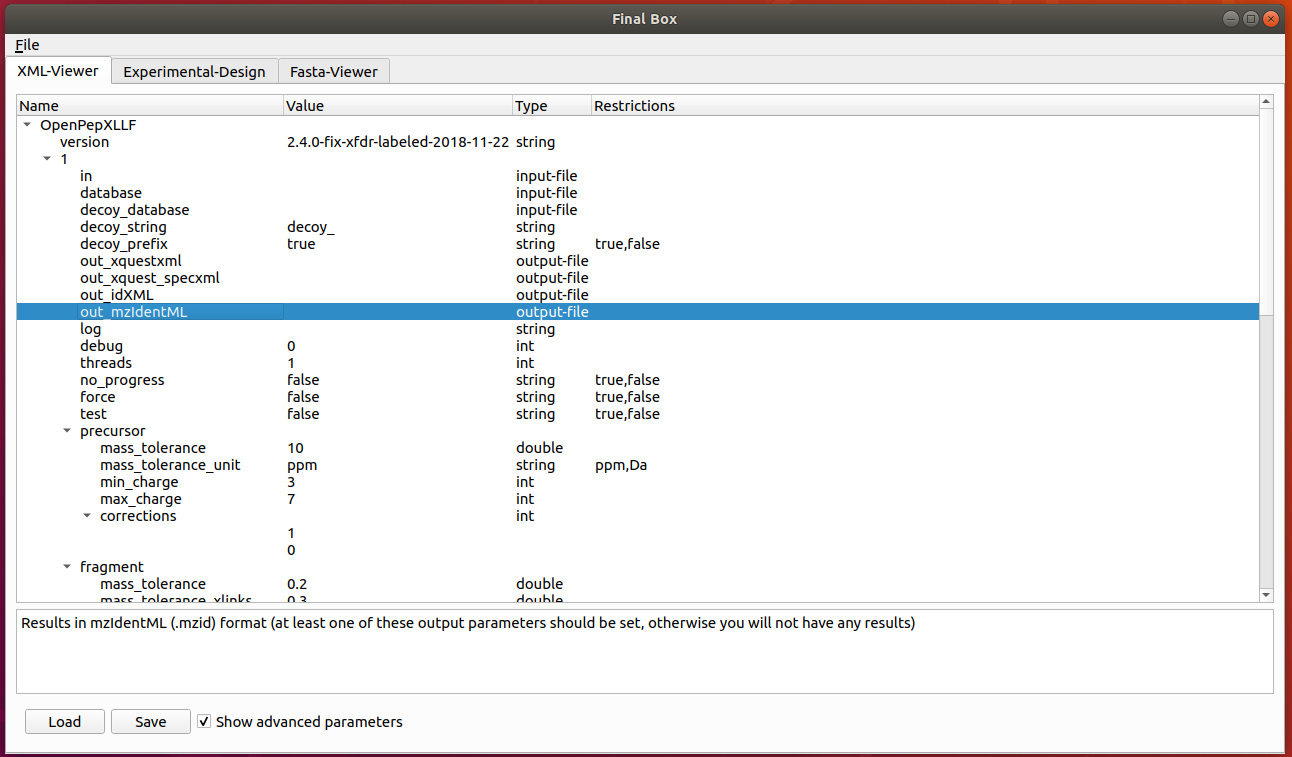 Final Box
File
XML-Viewer Experimental-Design Fasta-Viewer
Name Value Type Restrictions
OpenPepXLLF
version 2.4.0-fix-xfdr-labeled-2018-11-22 string
1
in input-file
database input-file
decoy_database input-file
decoy_string decoy_ string
decoy_prefix true string true,false
out_xquestxml output-file
out_xquest_specxml output-file
out_idXML output-file
out_mzIdentML output-file
log string
debug 0 int
threads 1 int
no_progress false string true,false
force false string true,false
test false string true,false
precursor
mass_tolerance 10 double
mass_tolerance_unit ppm string ppm,Da
min_charge 3 int
max_charge 7 int
corrections int
1
0
fragment
mass_tolerance 0.2 double
mass_tolerance_xlinks 0.3 double
Results in mzIdentML (.mzid) format (at least one of these output parameters should be set, otherwise you will not have any results)
Load Save Show advanced parameters